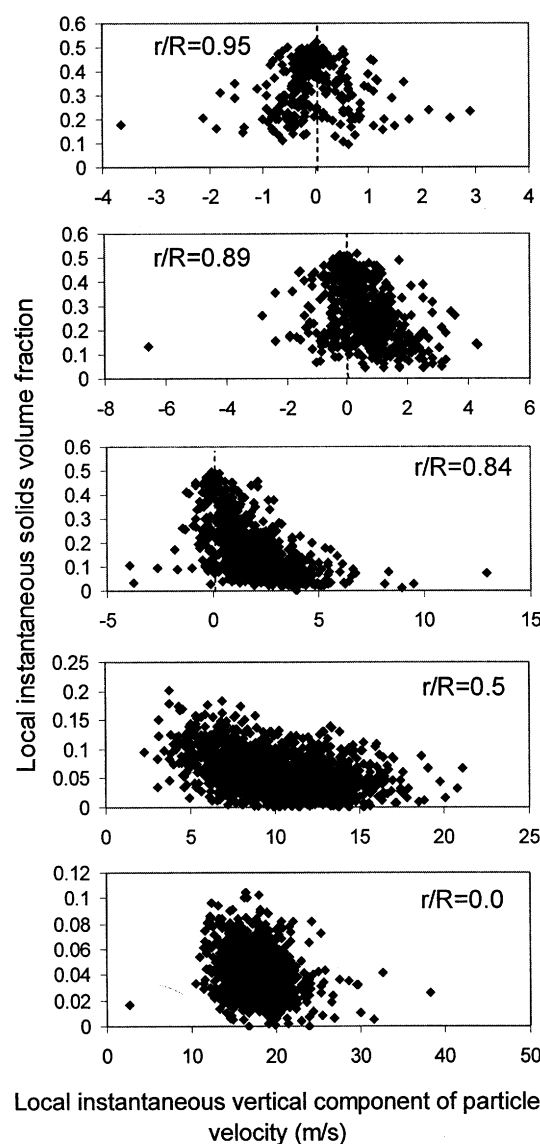 r/R=0.95
0.6
0.5
0.4
0.3
0.2
0.1
0
-4 -3 -2 -1 0 1 2 3 4
r/R=0.89
0.6
0.5
0.4
0.3
0.2
0.1
0
-8 -6 -4 -2 0 2 4 6
Local instantaneous solids volume fraction
r/R=0.84
0.6
0.5
0.4
0.3
0.2
0.1
0
-5 0 5 10 15
r/R=0.5
0.25
0.2
0.15
0.1
0.05
0
0 5 10 15 20 25
r/R=0.0
0.12
0.1
0.08
0.06
0.04
0.02
0
0 10 20 30 40 50
Local instantaneous vertical component of particle
velocity (m/s)